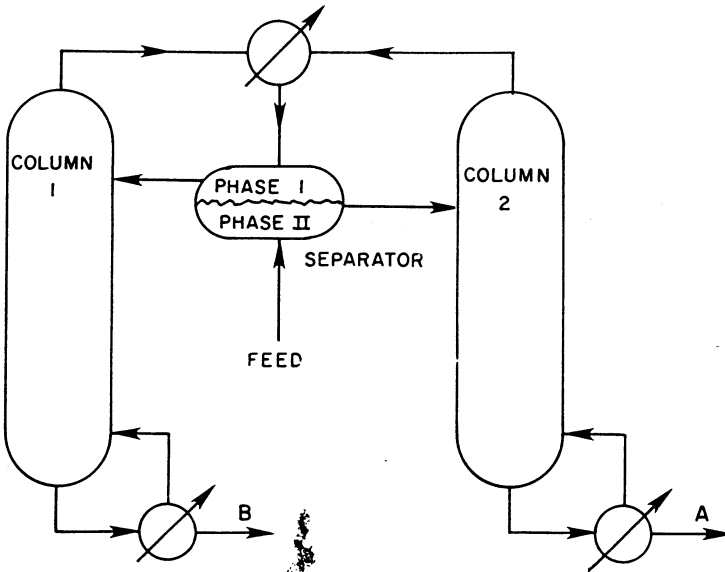 COLUMN
1
PHASE I
PHASE II
COLUMN
2
SEPARATOR
FEED
B
A